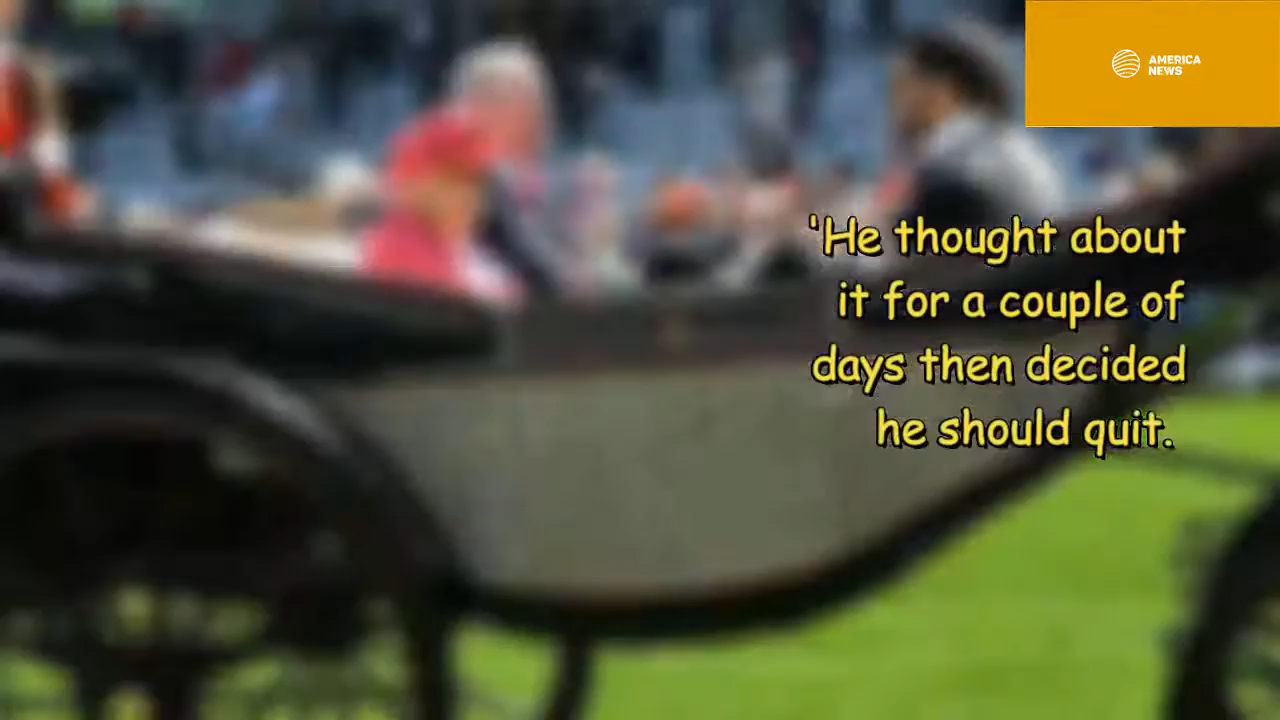 AMERICA
NEWS
'He thought about
it for a couple of
days then decided
he should quit.